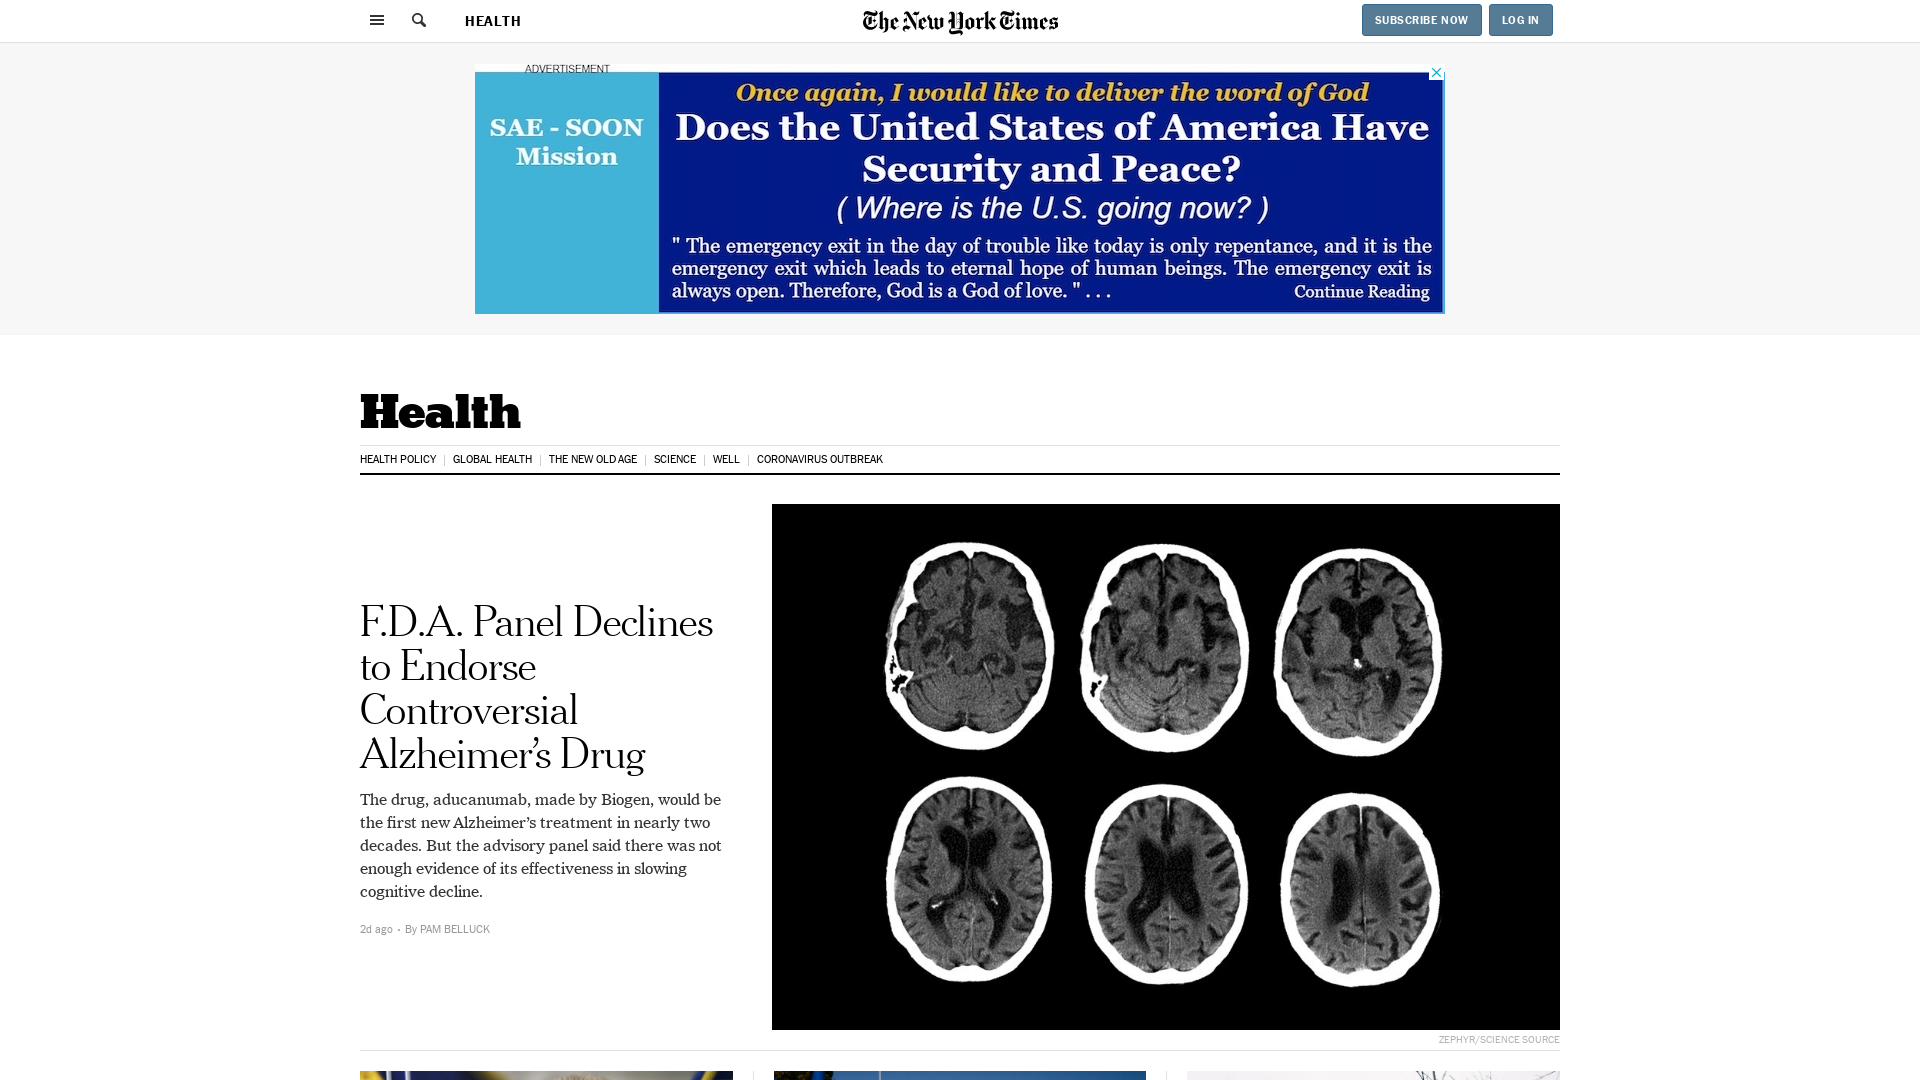 HEALTH
The New York Times
SUBSCRIBE NOW
LOG IN
ADVERTISEMENT
SAE - SOON
Mission
Once again, I would like to deliver the word of God
Does the United States of America Have
Security and Peace?
( Where is the U.S. going now? )
" The emergency exit in the day of trouble like today is only repentance, and it is the
emergency exit which leads to eternal hope of human beings. The emergency exit is
always open. Therefore, God is a God of love. " . . .
Continue Reading
Health
HEALTH POLICY | GLOBAL HEALTH | THE NEW OLD AGE | SCIENCE | WELL | CORONAVIRUS OUTBREAK
F.D.A. Panel Declines
to Endorse
Controversial
Alzheimer’s Drug
The drug, aducanumab, made by Biogen, would be
the first new Alzheimer’s treatment in nearly two
decades. But the advisory panel said there was not
enough evidence of its effectiveness in slowing
cognitive decline.
2d ago • By PAM BELLUCK
ZEPHYR/SCIENCE SOURCE